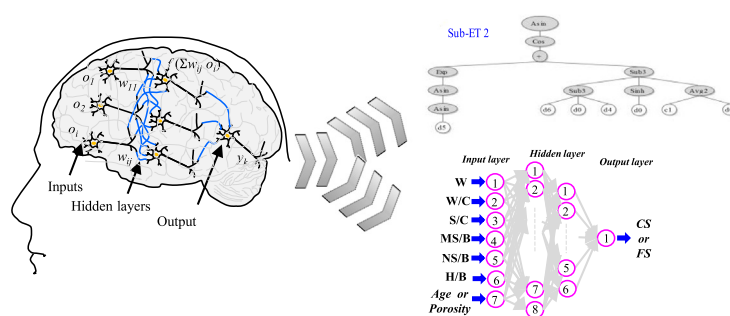 o1
w11
f (Σwij oi)
o2
oi
wij
yk
Inputs
Hidden layers
Output
Sub-ET 2
Asin
Cos
÷
Exp
Sub3
Asin
Sub3
Sinh
Avg2
Asin
d6
d0
d4
d0
c1
d5
Input layer
Hidden layer
Output layer
W
1
1
2
1
W/C
2
2
S/C
3
MS/B
4
1
CS
or
FS
NS/B
5
5
H/B
6
6
7
Age or
Porosity
7
8